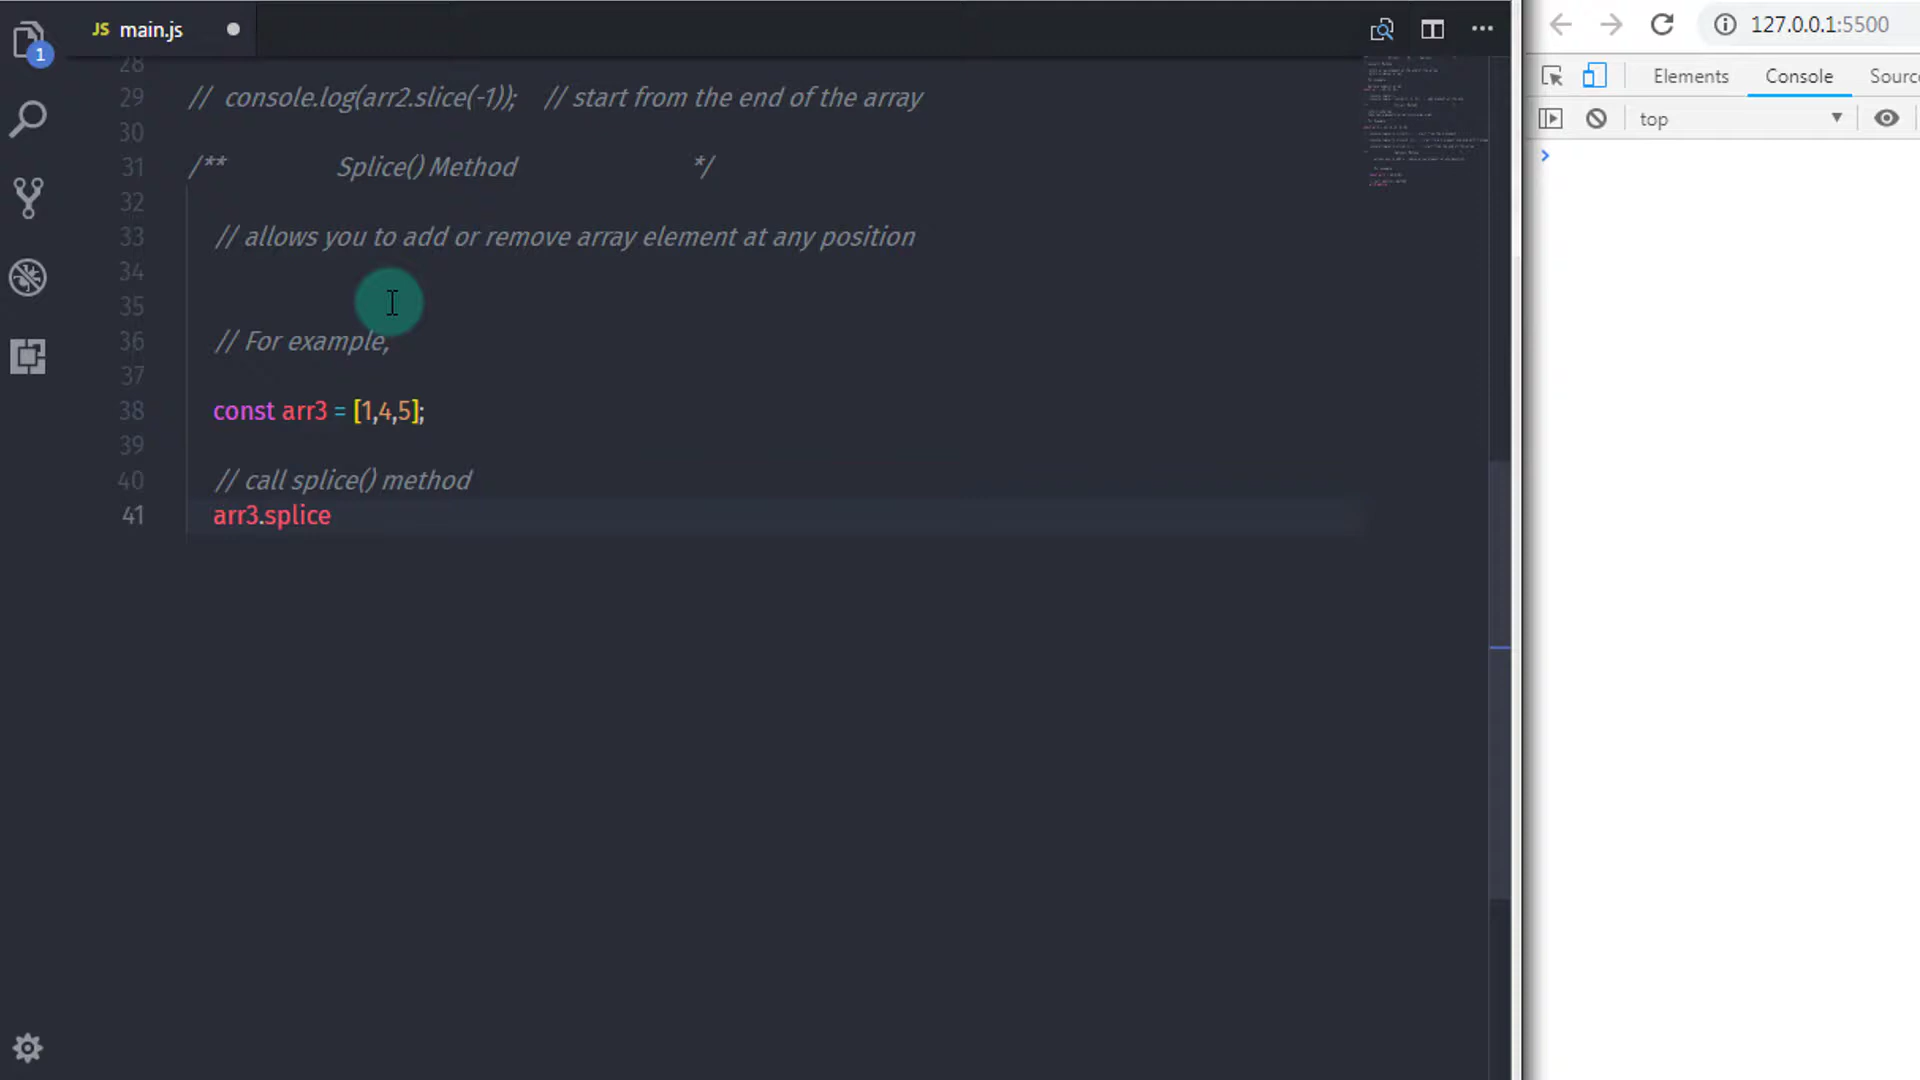 JS main.js
127.0.0.1:5500
1
Elements Console Sourc
top
28
29 // console.log(arr2.slice(-1)); // start from the end of the array
30
31 /** Splice() Method */
32
33 // allows you to add or remove array element at any position
34
35
36 // For example,
37
38 const arr3 = [1,4,5];
39
40 // call splice() method
41 arr3.splice